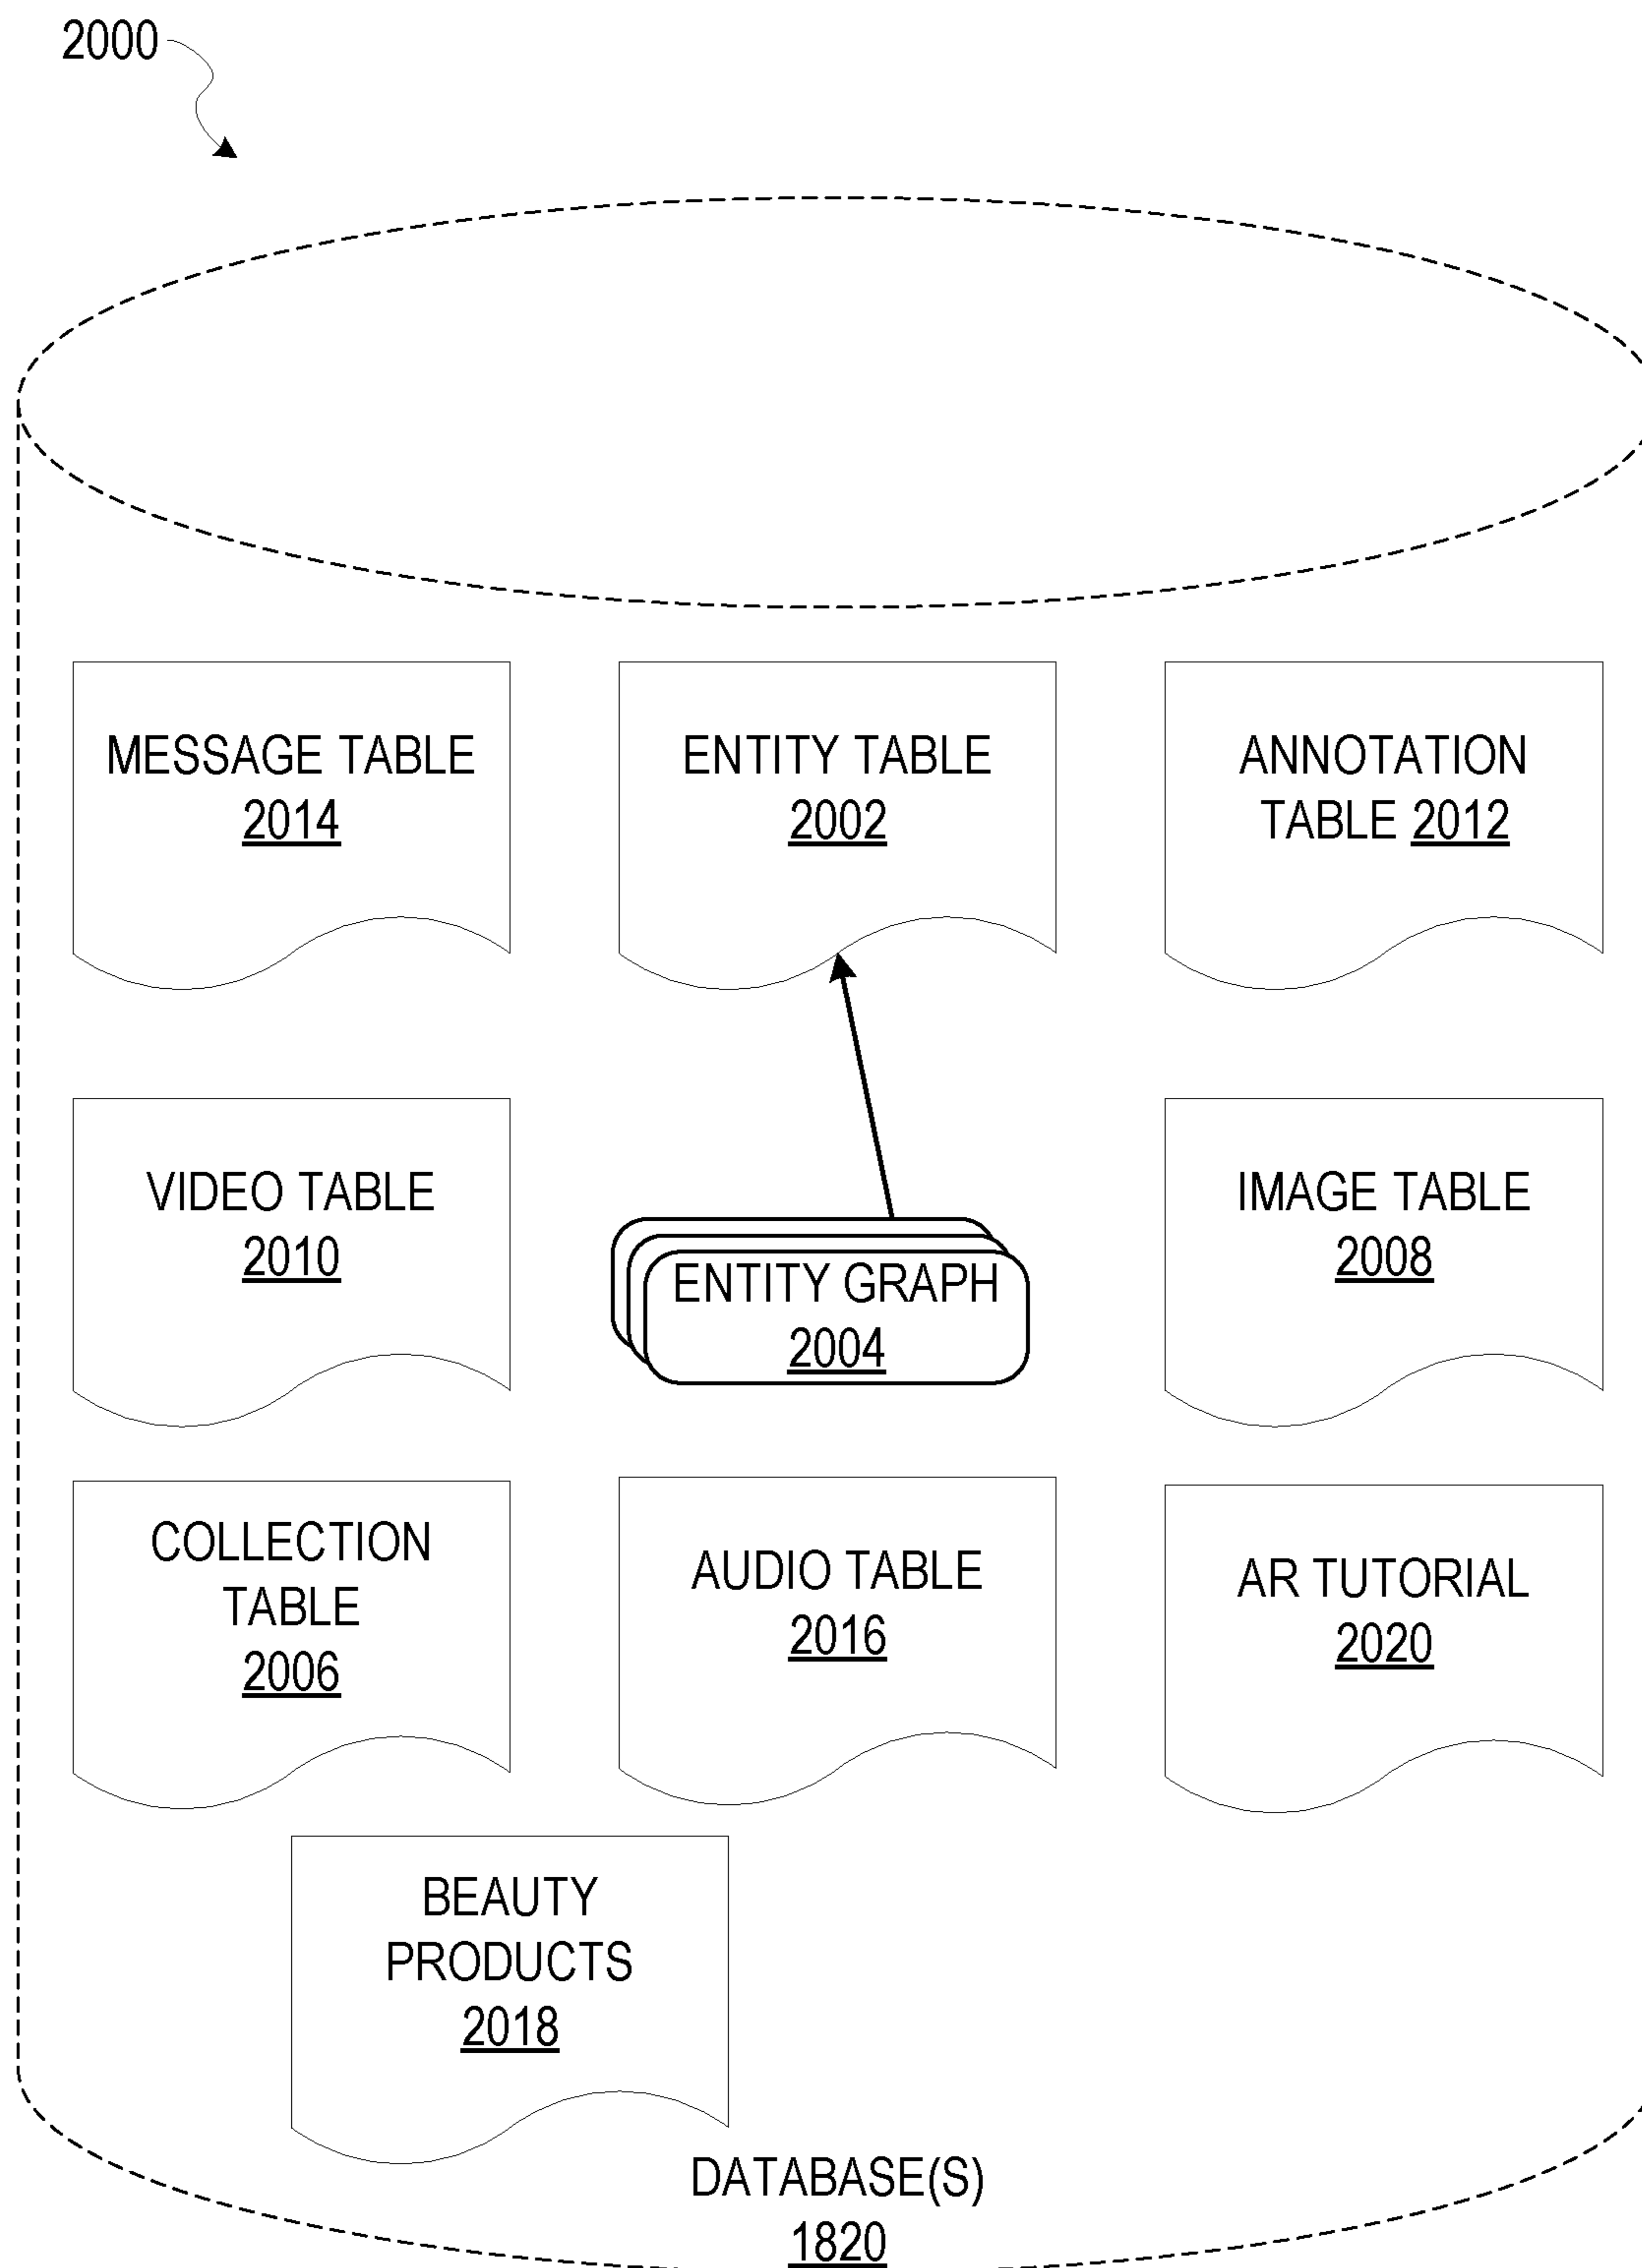 2000
MESSAGE TABLE
2014
ENTITY TABLE
2002
ANNOTATION
TABLE 2012
VIDEO TABLE
2010
ENTITY GRAPH
2004
IMAGE TABLE
2008
COLLECTION
TABLE
2006
AUDIO TABLE
2016
AR TUTORIAL
2020
BEAUTY
PRODUCTS
2018
DATABASE(S)
1820